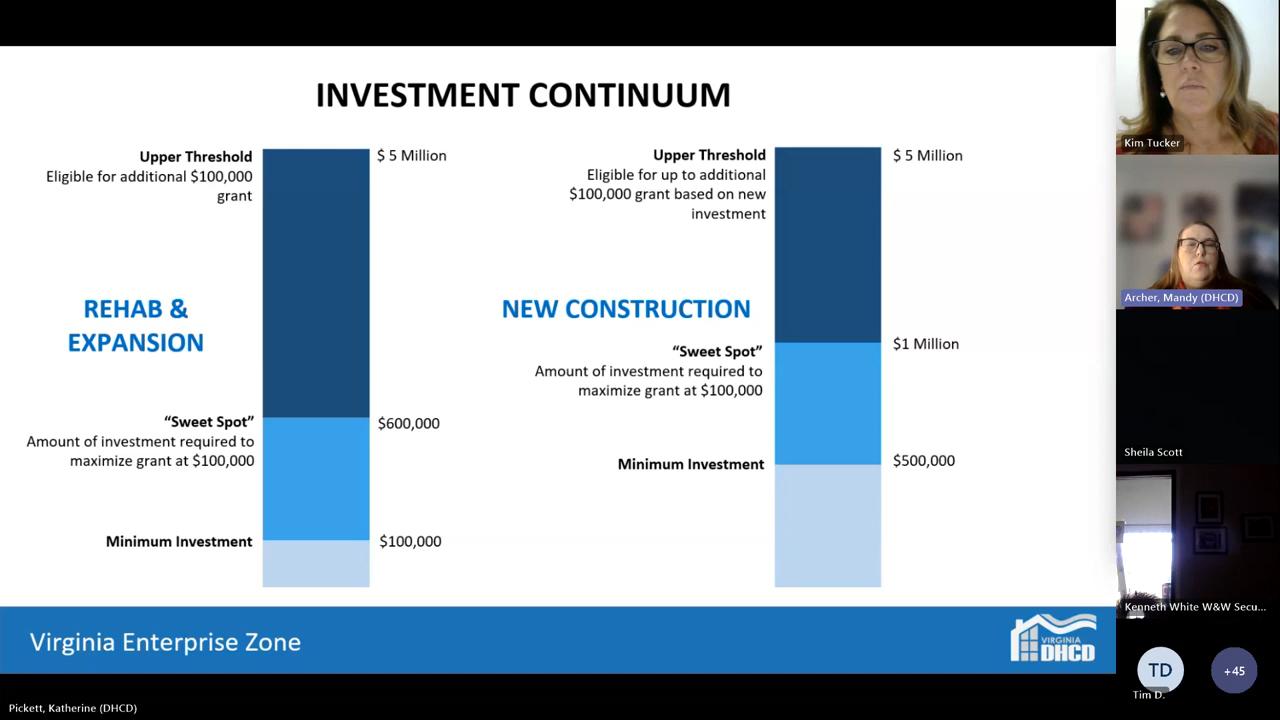 INVESTMENT CONTINUUM
Upper Threshold
Eligible for additional $100,000
grant
$ 5 Million
REHAB &
EXPANSION
“Sweet Spot”
Amount of investment required to
maximize grant at $100,000
$600,000
Minimum Investment
$100,000
Upper Threshold
Eligible for up to additional
$100,000 grant based on new
investment
$ 5 Million
NEW CONSTRUCTION
“Sweet Spot”
Amount of investment required to
maximize grant at $100,000
$1 Million
Minimum Investment
$500,000
Virginia Enterprise Zone
VIRGINIA
DHCD
Kim Tucker
Archer, Mandy (DHCD)
Sheila Scott
Kenneth White W&W Secu...
TD
+45
Tim D.
Pickett, Katherine (DHCD)